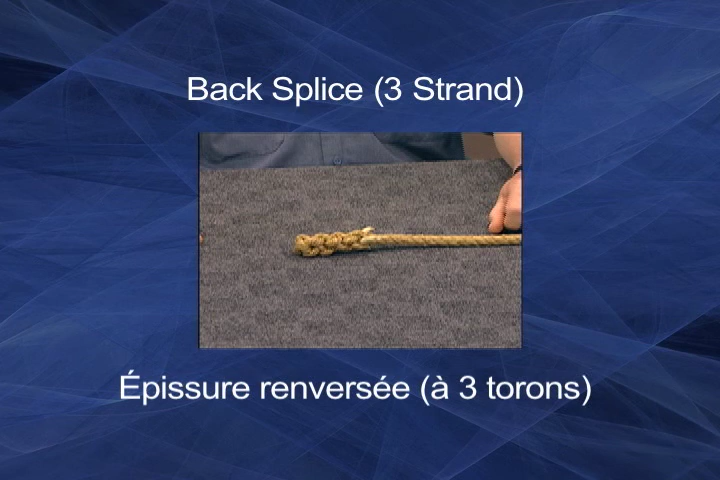 Back Splice (3 Strand)
Épissure renversée (à 3 torons)